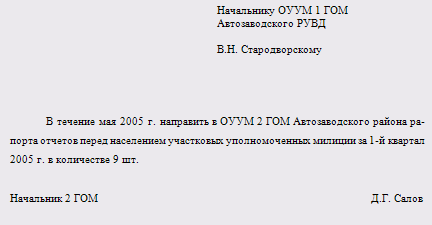 Начальнику ОУУМ 1 ГОМ
Автозаводского РУВД
В.Н. Стародворскому
В течение мая 2005 г. направить в ОУУМ 2 ГОМ Автозаводского района ра-
порта отчетов перед населением участковых уполномоченных милиции за 1-й квартал
2005 г. в количестве 9 шт.
Начальник 2 ГОМ Д.Г. Салов